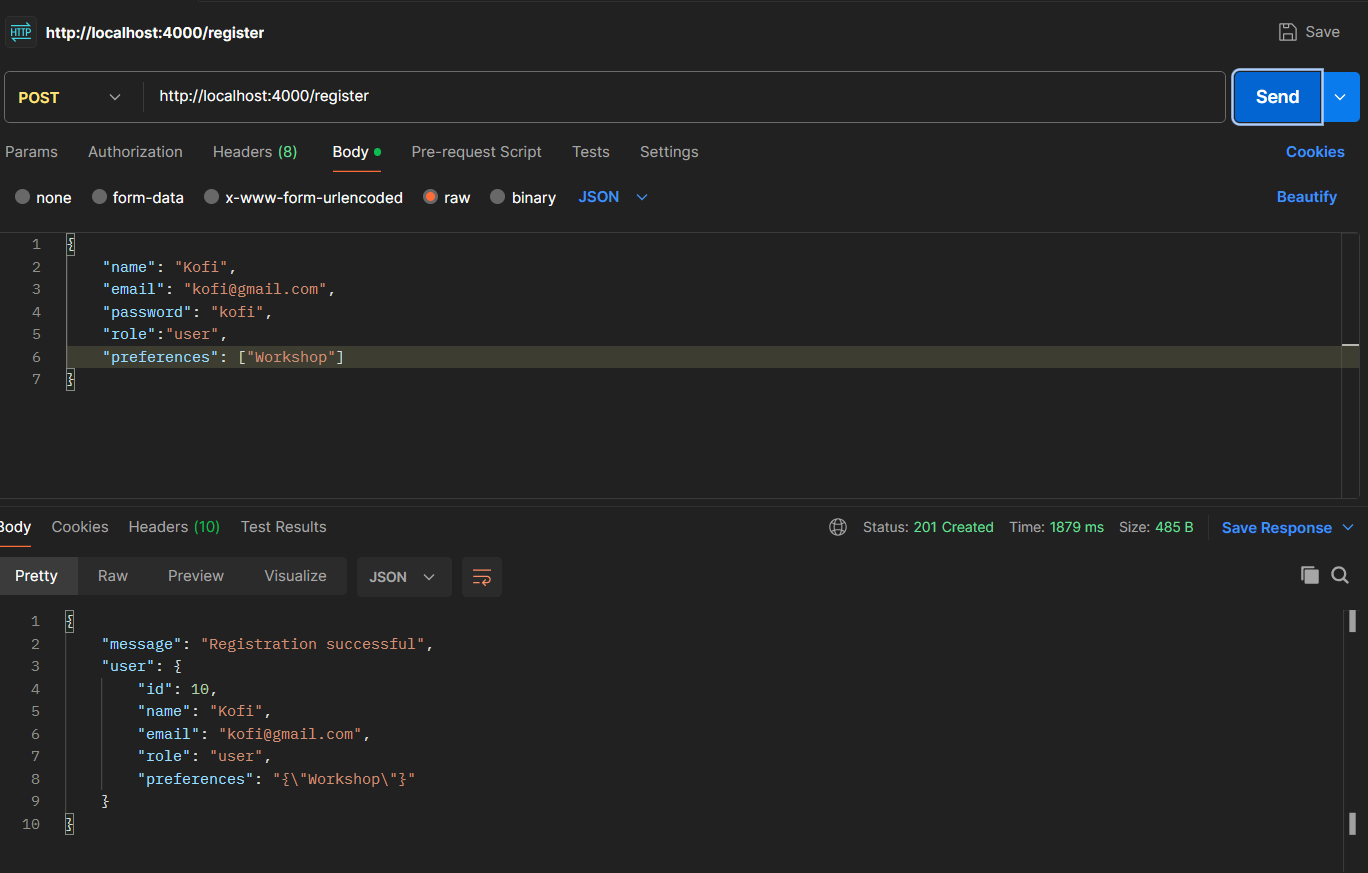 HTTP http://localhost:4000/register Save
POST http://localhost:4000/register Send
Params Authorization Headers (8) Body Pre-request Script Tests Settings Cookies
none form-data x-www-form-urlencoded raw binary JSON Beautify
1 {
2 "name": "Kofi",
3 "email": "kofi@gmail.com",
4 "password": "kofi",
5 "role":"user",
6 "preferences": ["Workshop"]
7 }
Body Cookies Headers (10) Test Results Status: 201 Created Time: 1879 ms Size: 485 B Save Response
Pretty Raw Preview Visualize JSON
1 {
2 "message": "Registration successful",
3 "user": {
4 "id": 10,
5 "name": "Kofi",
6 "email": "kofi@gmail.com",
7 "role": "user",
8 "preferences": "{\"Workshop\"}"
9 }
10 }